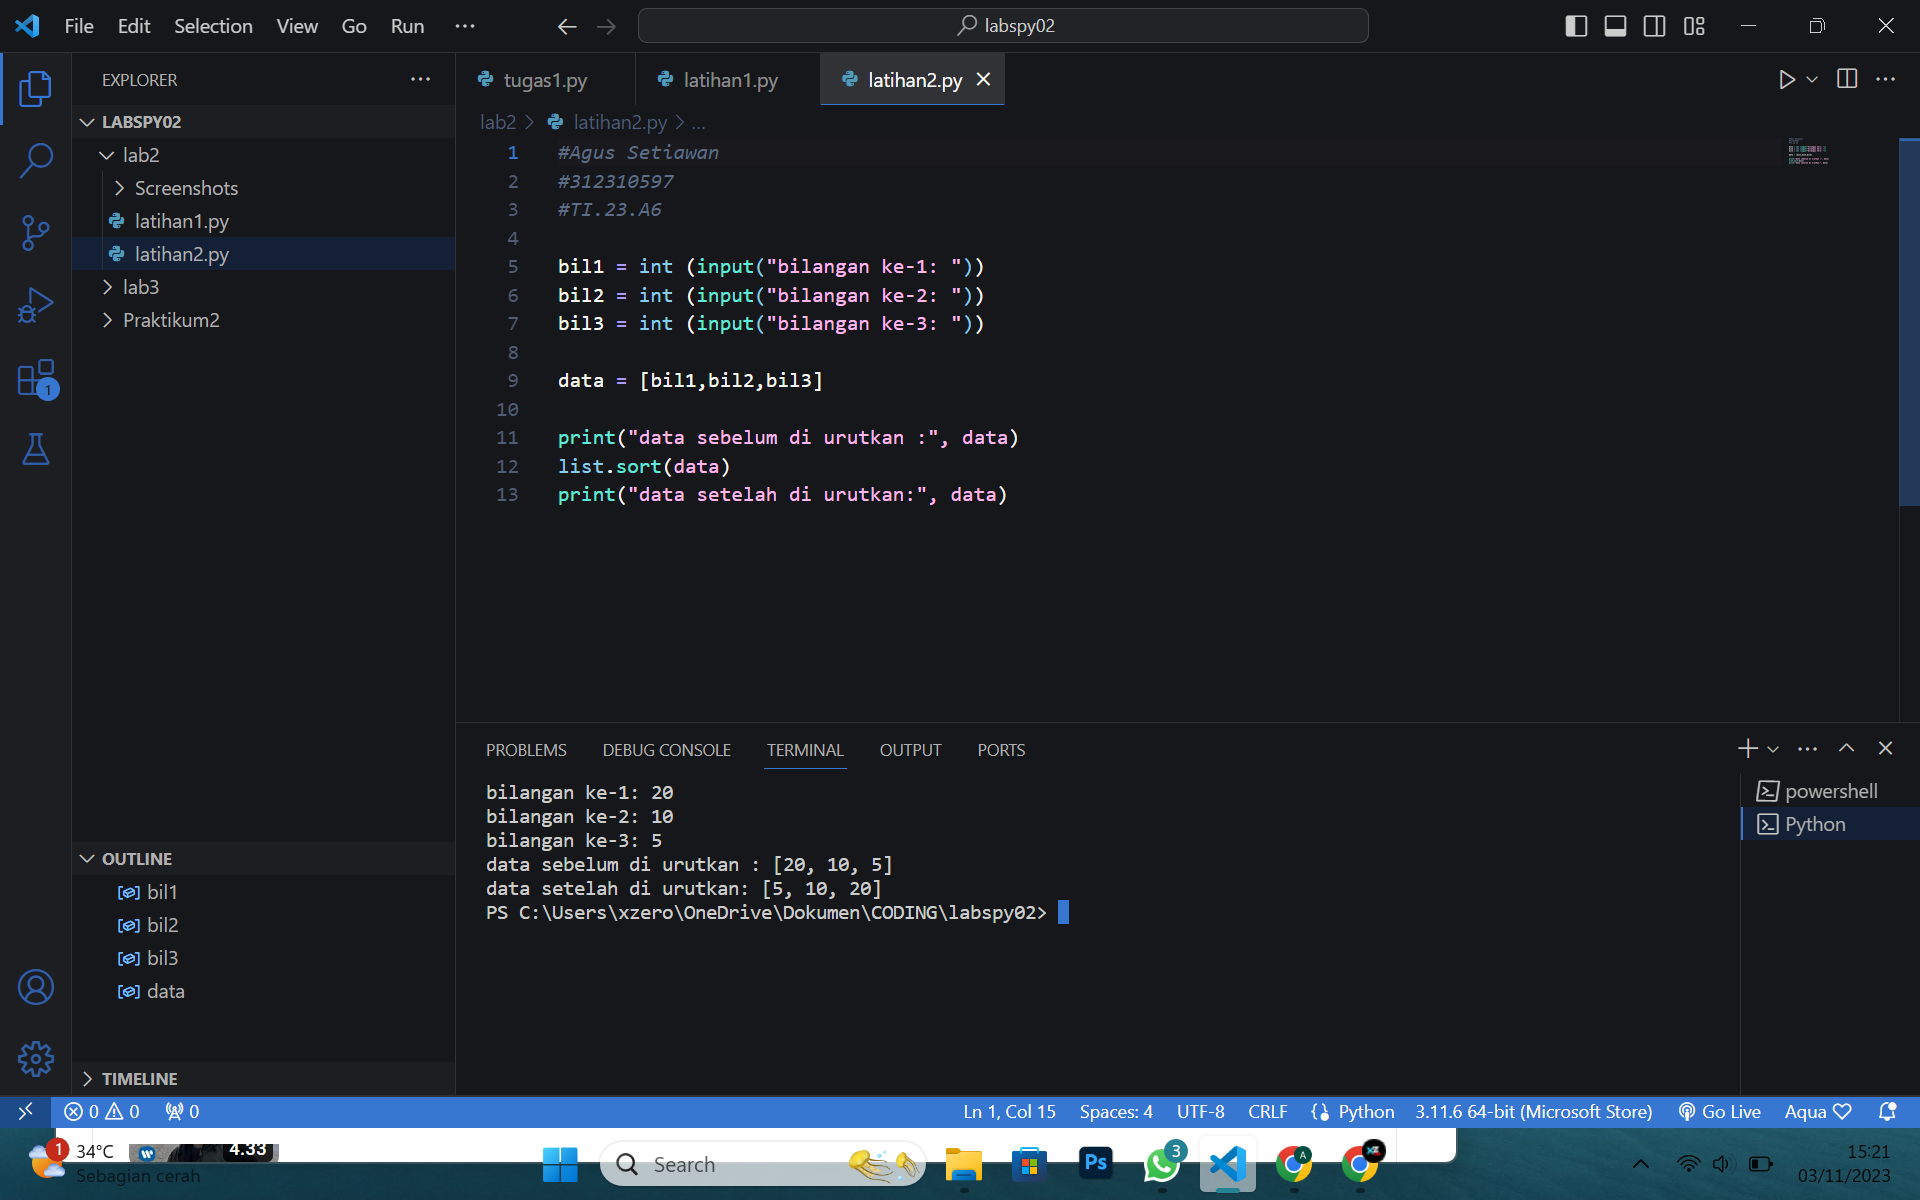 File Edit Selection View Go Run ···
labspy02
EXPLORER
LABSPY02
lab2
Screenshots
latihan1.py
latihan2.py
lab3
Praktikum2
1
OUTLINE
bil1
bil2
bil3
data
TIMELINE
tugas1.py latihan1.py latihan2.py
lab2 > latihan2.py > ...
1 #Agus Setiawan
2 #312310597
3 #TI.23.A6
4
5 bil1 = int (input("bilangan ke-1: "))
6 bil2 = int (input("bilangan ke-2: "))
7 bil3 = int (input("bilangan ke-3: "))
8
9 data = [bil1,bil2,bil3]
10
11 print("data sebelum di urutkan :", data)
12 list.sort(data)
13 print("data setelah di urutkan:", data)
PROBLEMS DEBUG CONSOLE TERMINAL OUTPUT PORTS
bilangan ke-1: 20
bilangan ke-2: 10
bilangan ke-3: 5
data sebelum di urutkan : [20, 10, 5]
data setelah di urutkan: [5, 10, 20]
PS C:\Users\xzero\OneDrive\Dokumen\CODING\labspy02>
powershell
Python
0 0 0 Ln 1, Col 15 Spaces: 4 UTF-8 CRLF Python 3.11.6 64-bit (Microsoft Store) Go Live Aqua
1 34°C
Sebagian cerah
4.33
Search
Ps
3
A
15:21
03/11/2023